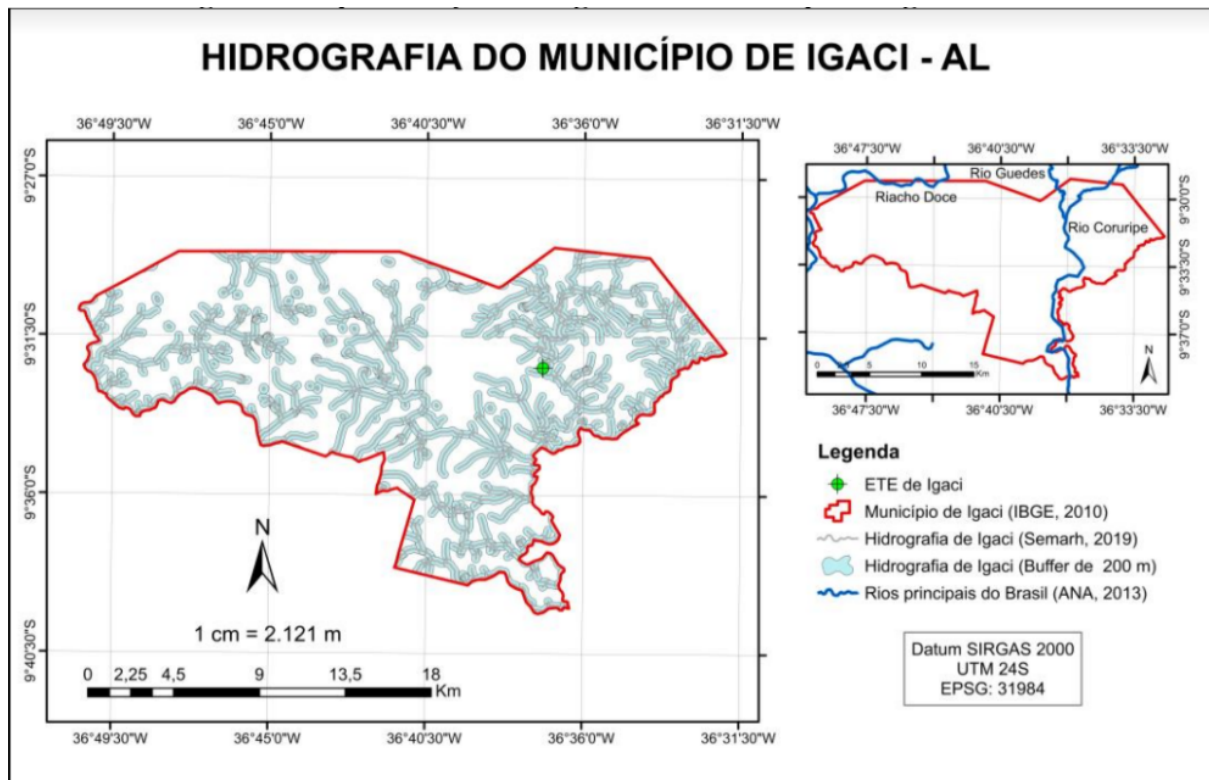 HIDROGRAFIA DO MUNICÍPIO DE IGACI - AL
36°49'30"W 36°45'0"W 36°40'30"W 36°36'0"W 36°31'30"W
9°27'0"S
9°31'30"S
9°36'0"S
9°40'30"S
N
1 cm = 2.121 m
0 2,25 4,5 9 13,5 18
Km
36°49'30"W 36°45'0"W 36°40'30"W 36°36'0"W 36°31'30"W
36°47'30"W 36°40'30"W 36°33'30"W
Rio Guedes
Riacho Doce
Rio Coruripe
9°30'0"S
9°33'30"S
9°37'0"S
N
0 5 10 15
Km
36°47'30"W 36°40'30"W 36°33'30"W
Legenda
ETE de Igaci
Município de Igaci (IBGE, 2010)
Hidrografia de Igaci (Semarh, 2019)
Hidrografia de Igaci (Buffer de 200 m)
Rios principais do Brasil (ANA, 2013)
Datum SIRGAS 2000
UTM 24S
EPSG: 31984